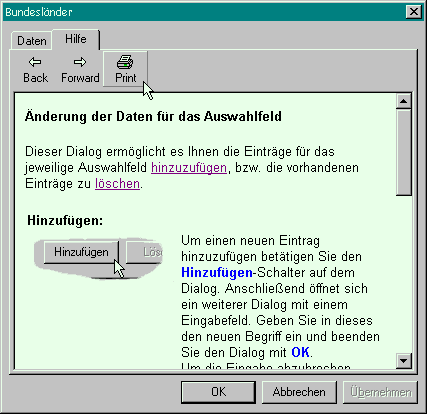 Bundesländer
Daten Hilfe
Back Forward Print
Änderung der Daten für das Auswahlfeld
Dieser Dialog ermöglicht es Ihnen die Einträge für das
jeweilige Auswahlfeld hinzuzufügen, bzw. die vorhandenen
Einträge zu löschen.
Hinzufügen:
Hinzufügen Lös
Um einen neuen Eintrag
hinzuzufügen betätigen Sie den
Hinzufügen-Schalter auf dem
Dialog. Anschließend öffnet sich
ein weiterer Dialog mit einem
Eingabefeld. Geben Sie in dieses
den neuen Begriff ein und beenden
Sie den Dialog mit OK.
Um die Eingabe abzubrechen
OK Abbrechen Übernehmen